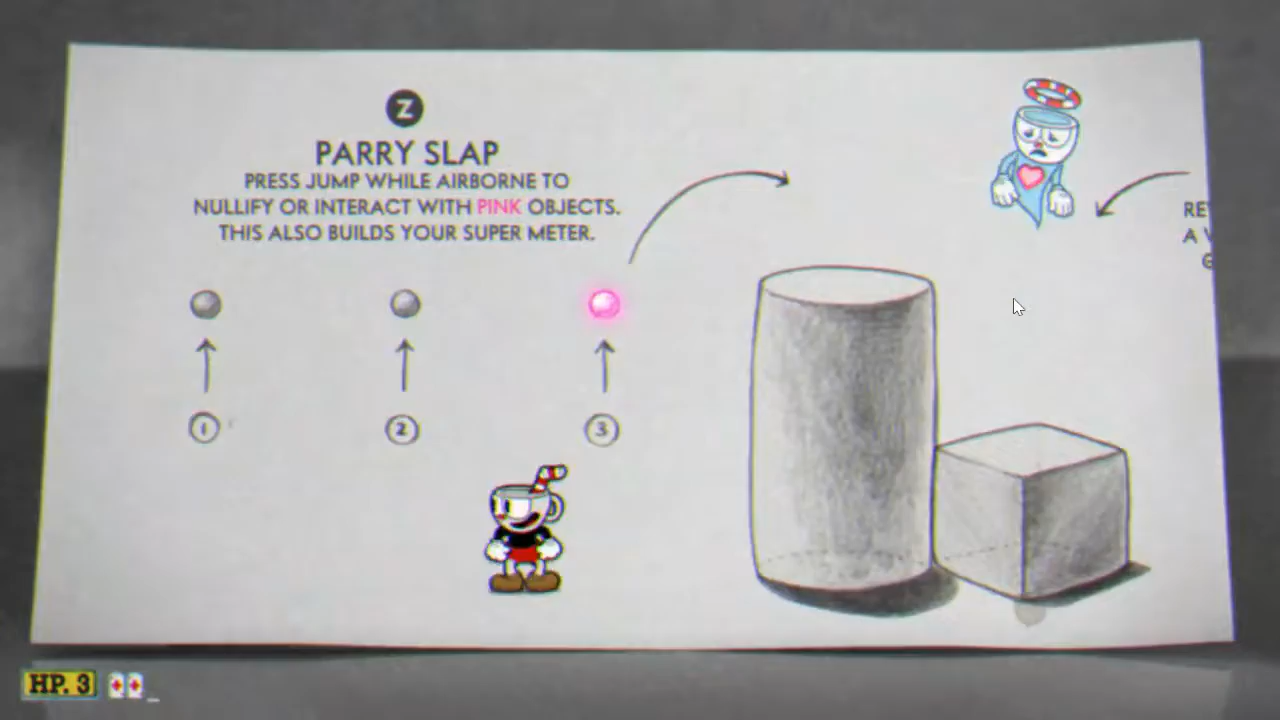 Z
PARRY SLAP
PRESS JUMP WHILE AIRBORNE TO
NULLIFY OR INTERACT WITH PINK OBJECTS.
THIS ALSO BUILDS YOUR SUPER METER.
1 2 3
HP. 3